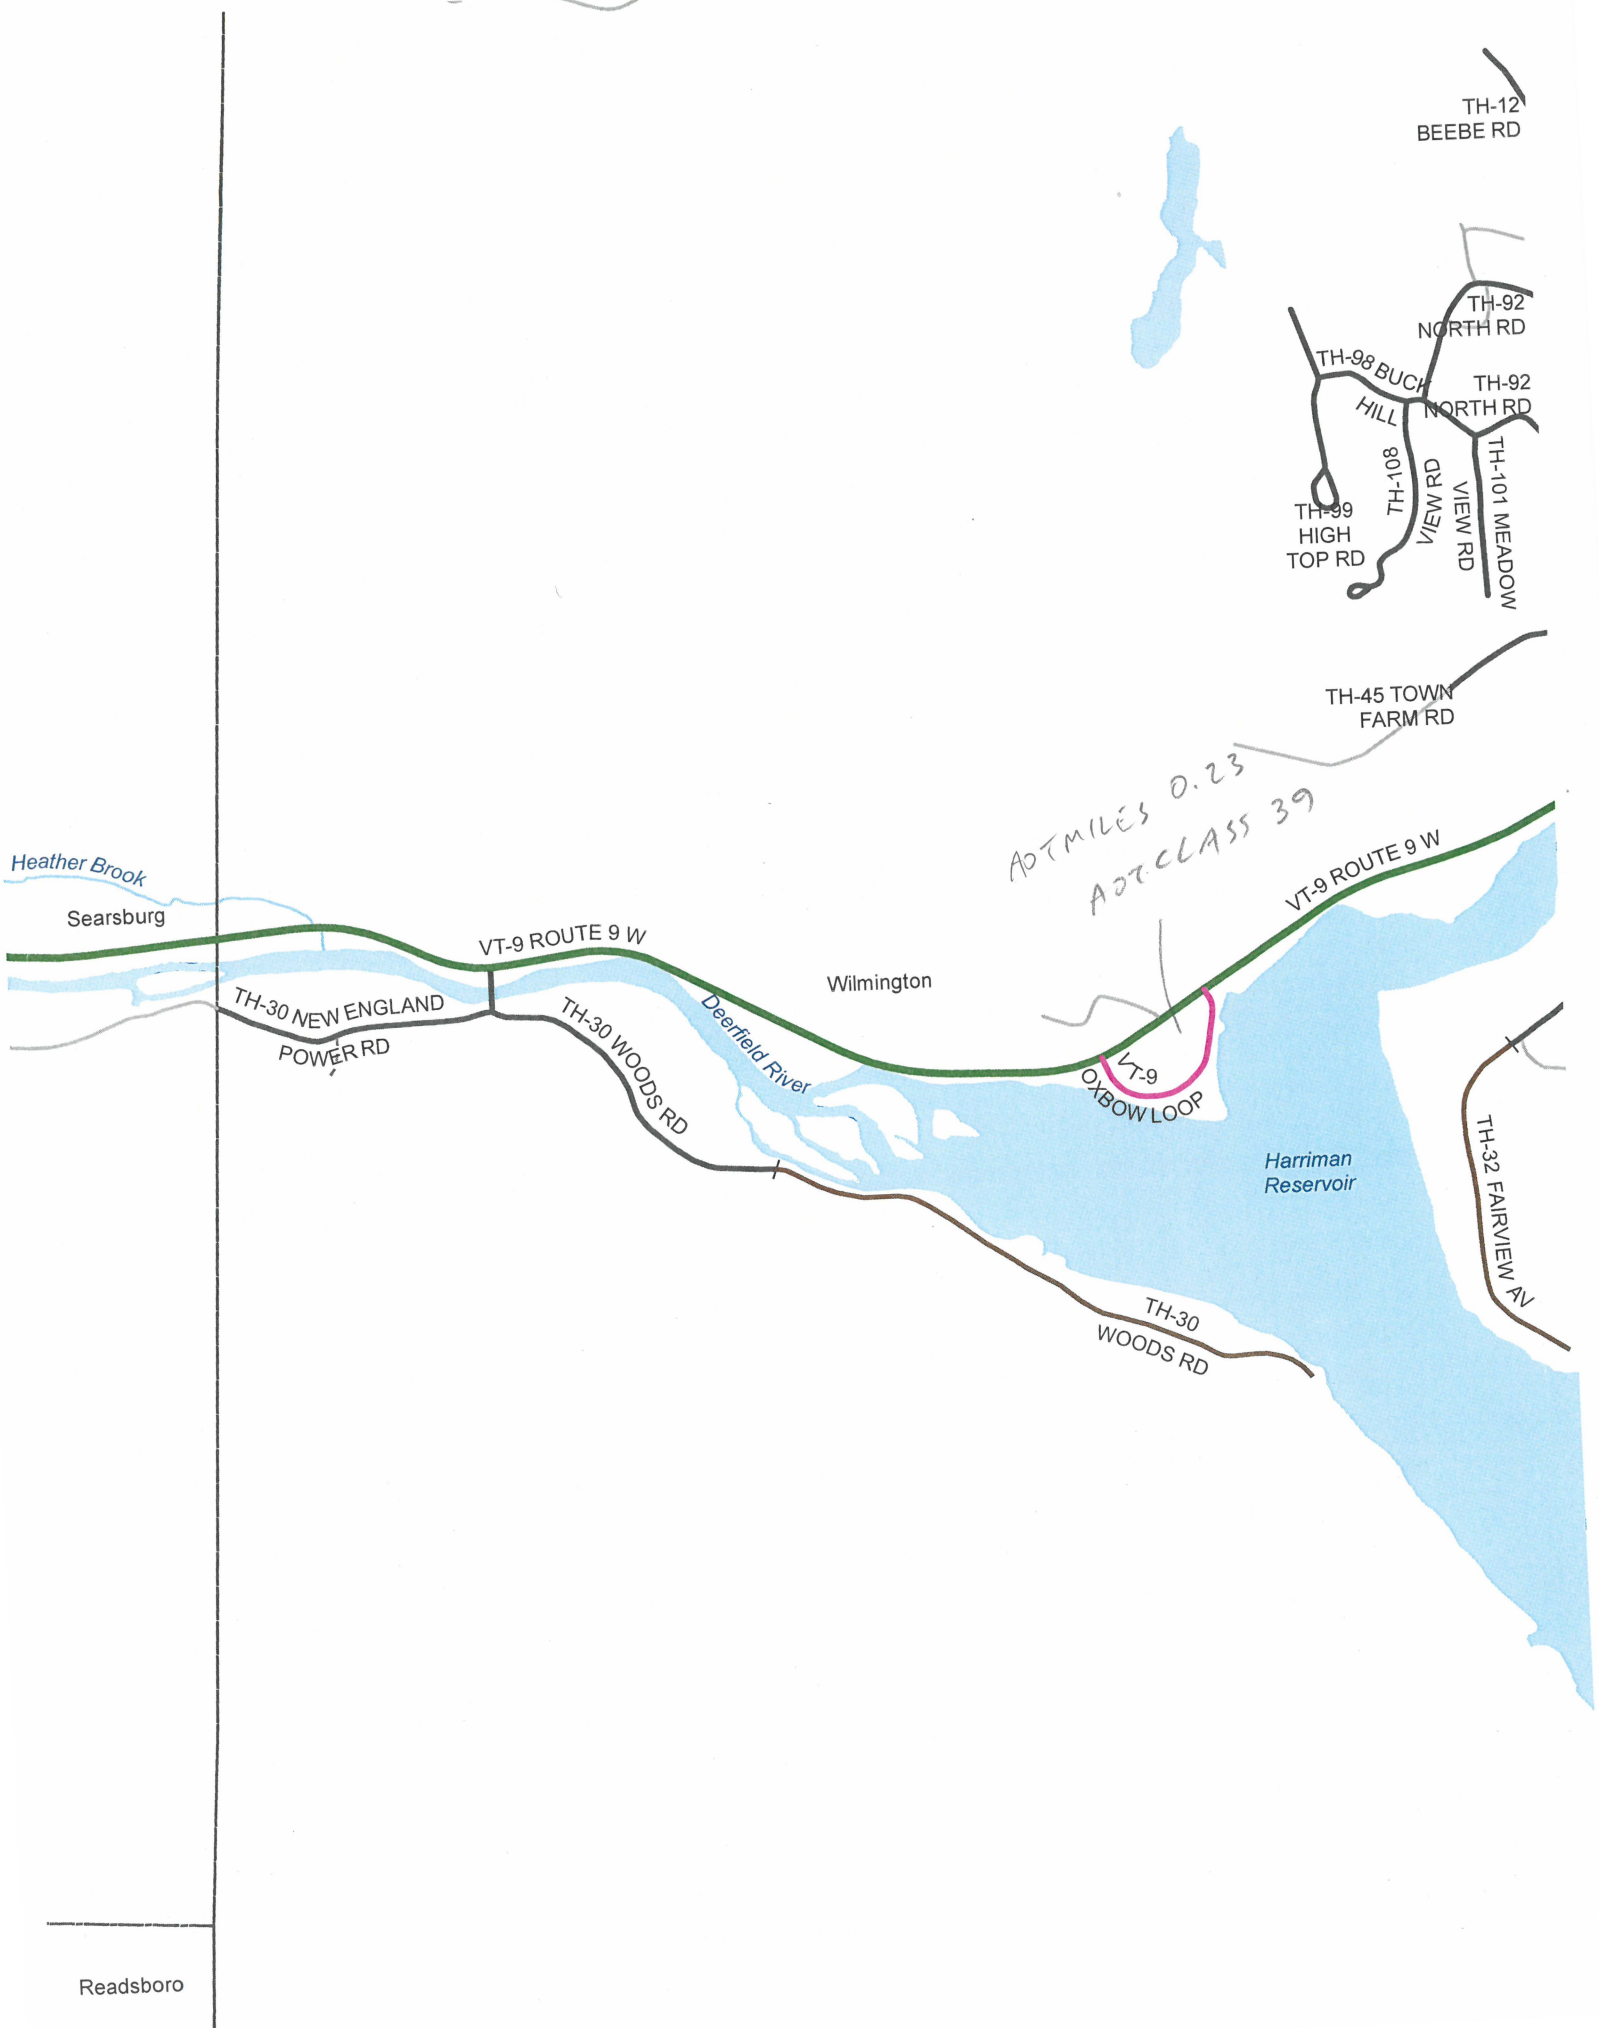 TH-12
BEEBE RD
TH-92
NORTH RD
TH-98 BUCK
HILL
TH-92
NORTH RD
TH-108
VIEW RD
TH-101 MEADOW
VIEW RD
TH-99
HIGH
TOP RD
TH-45 TOWN
FARM RD
AOTMILES 0.23
AOTCLASS 39
VT-9 ROUTE 9 W
Heather Brook
Searsburg
VT-9 ROUTE 9 W
Wilmington
TH-30 NEW ENGLAND
POWER RD
TH-30 WOODS RD
Deerfield River
VT-9
OXBOW LOOP
Harriman
Reservoir
TH-32 FAIRVIEW AV
TH-30
WOODS RD
Readsboro